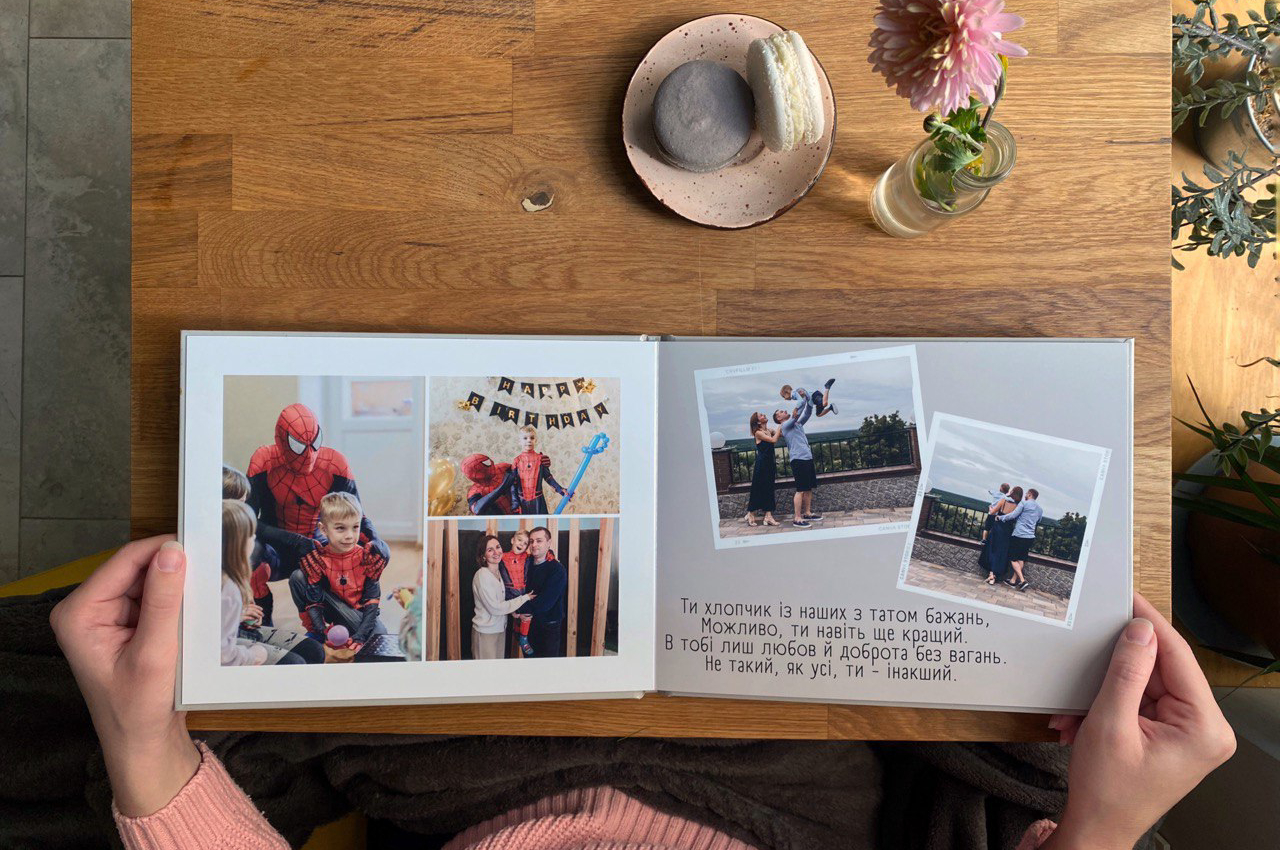 HAPPY
BIRTHDAY
Ти хлопчик із наших з татом бажань,
Можливо, ти навіть ще кращий.
В тобі лиш любов й доброта без вагань.
Не такий, як усі, ти - інакший.